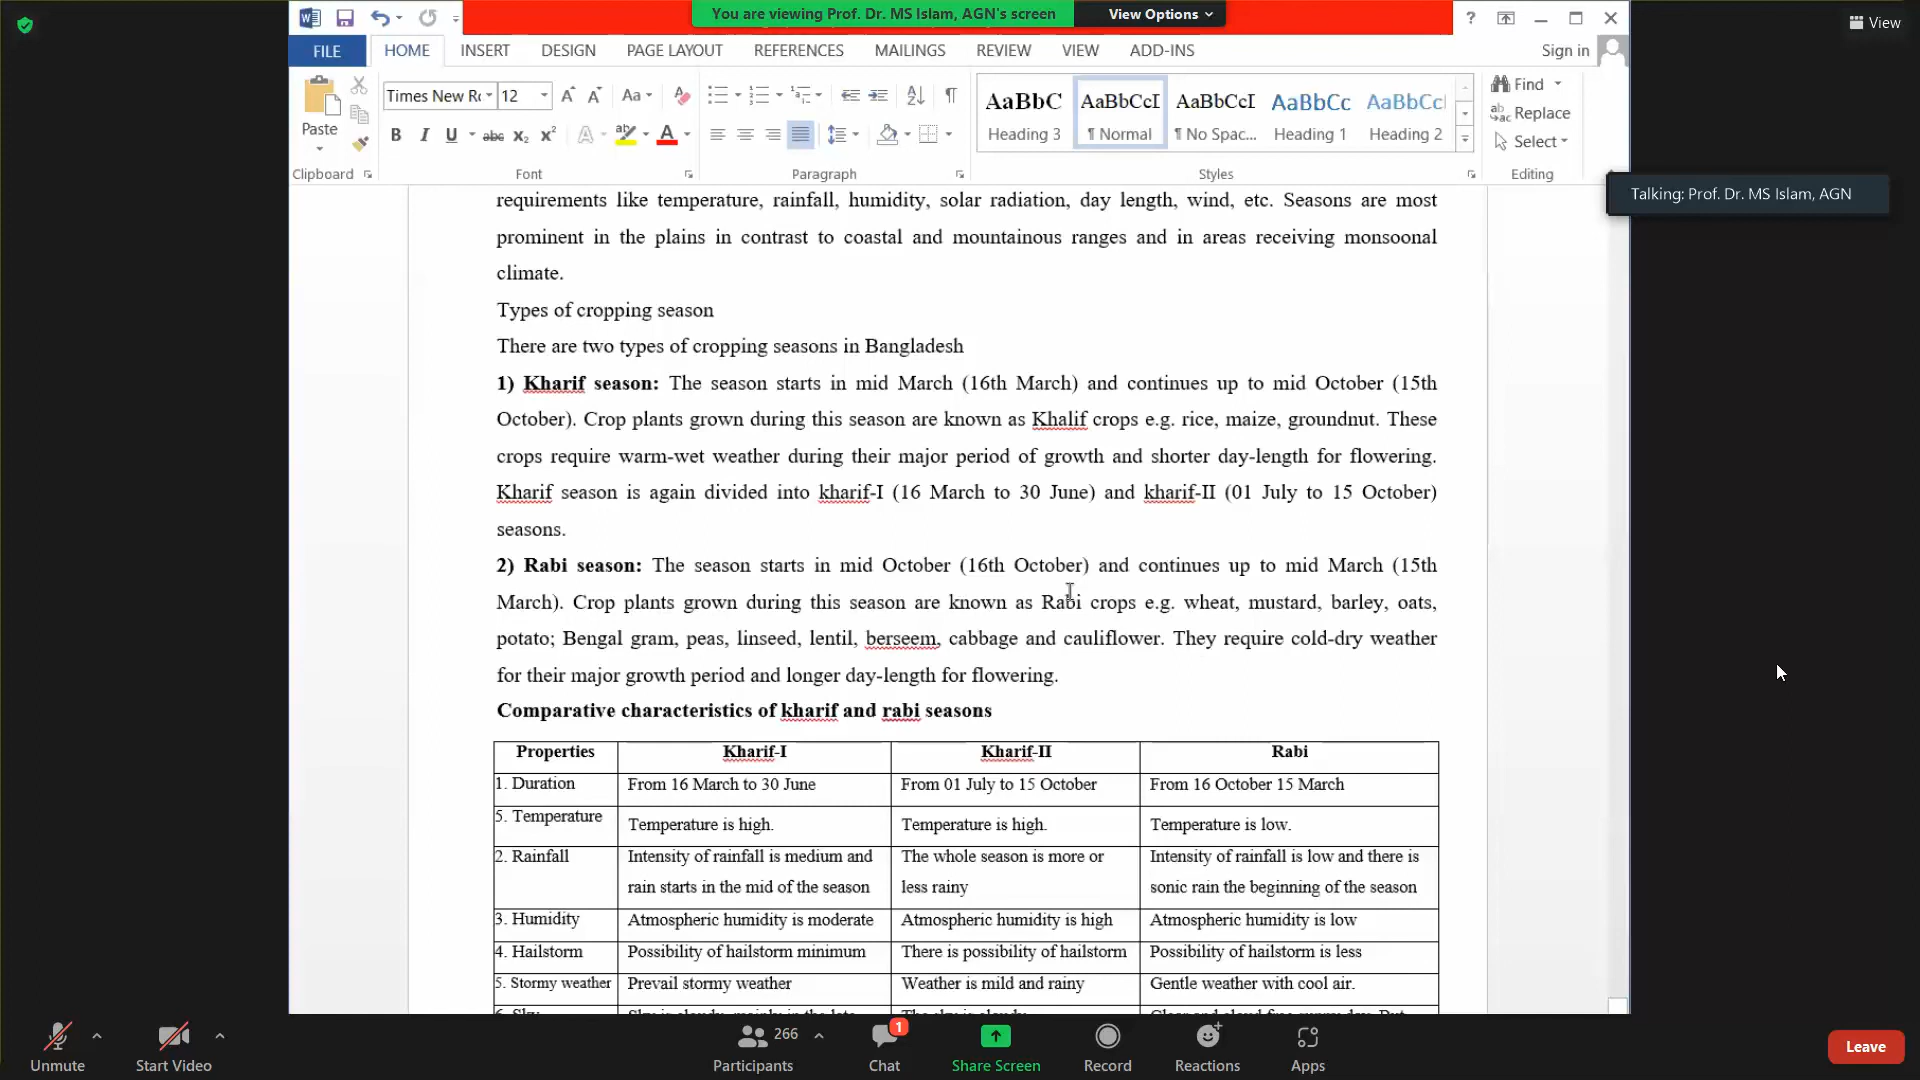 You are viewing Prof. Dr. MS Islam, AGN's screen
View Options
View
FILE HOME INSERT DESIGN PAGE LAYOUT REFERENCES MAILINGS REVIEW VIEW ADD-INS Sign in
Times New Ro 12
Paste
AaBbC AaBbCcI AaBbCcI AaBbCc AaBbCcl
Heading 3 ¶ Normal ¶ No Spac... Heading 1 Heading 2
Find
Replace
Select
Clipboard Font Paragraph Styles Editing
Talking: Prof. Dr. MS Islam, AGN
requirements like temperature, rainfall, humidity, solar radiation, day length, wind, etc. Seasons are most
prominent in the plains in contrast to coastal and mountainous ranges and in areas receiving monsoonal
climate.
Types of cropping season
There are two types of cropping seasons in Bangladesh
1) Kharif season: The season starts in mid March (16th March) and continues up to mid October (15th
October). Crop plants grown during this season are known as Khalif crops e.g. rice, maize, groundnut. These
crops require warm-wet weather during their major period of growth and shorter day-length for flowering.
Kharif season is again divided into kharif-I (16 March to 30 June) and kharif-II (01 July to 15 October)
seasons.
2) Rabi season: The season starts in mid October (16th October) and continues up to mid March (15th
March). Crop plants grown during this season are known as Rabi crops e.g. wheat, mustard, barley, oats,
potato; Bengal gram, peas, linseed, lentil, berseem, cabbage and cauliflower. They require cold-dry weather
for their major growth period and longer day-length for flowering.
Comparative characteristics of kharif and rabi seasons
Properties Kharif-I Kharif-II Rabi
1. Duration From 16 March to 30 June From 01 July to 15 October From 16 October 15 March
5. Temperature Temperature is high. Temperature is high. Temperature is low.
2. Rainfall Intensity of rainfall is medium and The whole season is more or Intensity of rainfall is low and there is
rain starts in the mid of the season less rainy sonic rain the beginning of the season
3. Humidity Atmospheric humidity is moderate Atmospheric humidity is high Atmospheric humidity is low
4. Hailstorm Possibility of hailstorm minimum There is possibility of hailstorm Possibility of hailstorm is less
5. Stormy weather Prevail stormy weather Weather is mild and rainy Gentle weather with cool air.
266
1
Unmute Start Video Participants Chat Share Screen Record Reactions Apps Leave